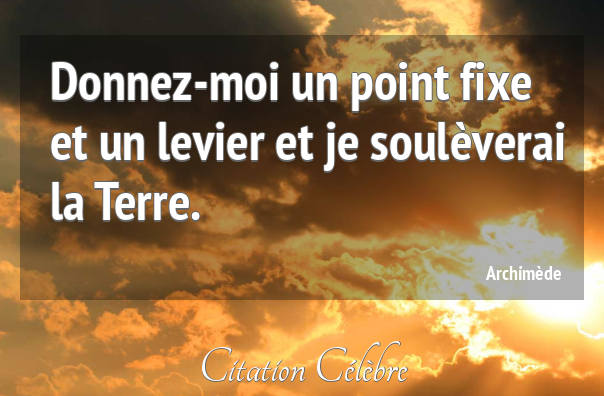 Donnez-moi un point fixe
et un levier et je soulèverai
la Terre.
Archimède
Citation Célèbre